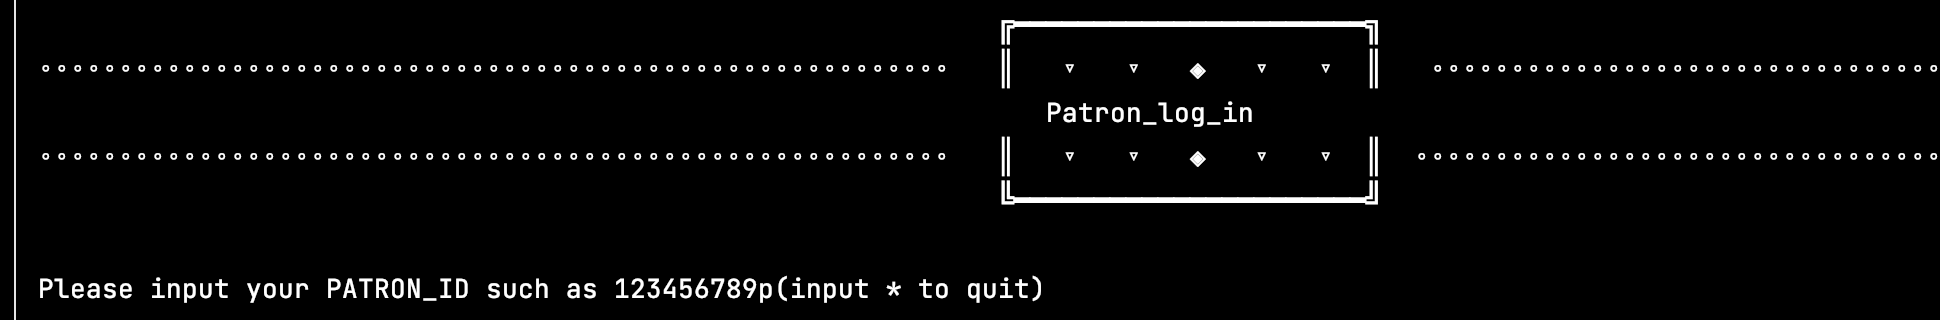 Patron_log_in
Please input your PATRON_ID such as 123456789p(input * to quit)